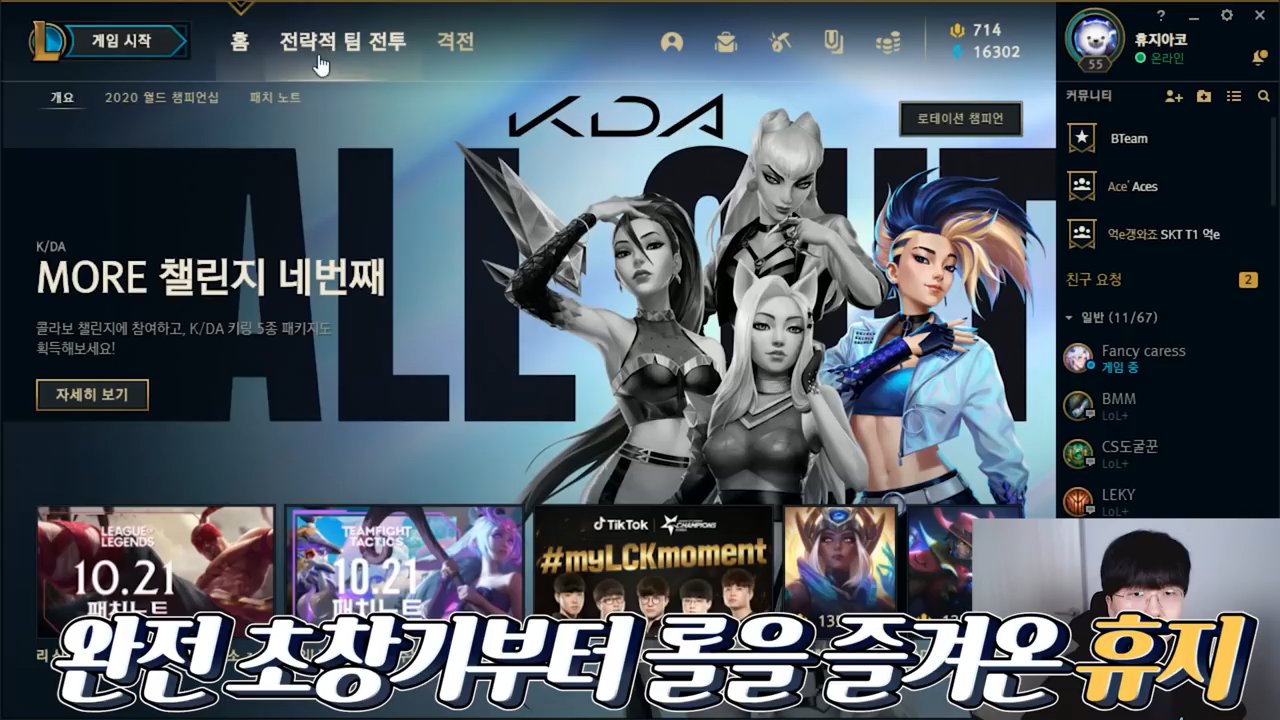 게임 시작
홈
전략적 팀 전투
격전
714
16302
?
휴지아코
55
온라인
개요
2020 월드 챔피언십
패치 노트
커뮤니티
KDA
로테이션 챔피언
ALL OUT
BTeam
Ace' Aces
억e갱와죠 SKT T1 억e
K/DA
MORE 챌린지 네번째
친구 요청
2
일반 (11/67)
콜라보 챌린지에 참여하고, K/DA 키링 5종 패키지도
획득해보세요!
Fancy caress
게임 중
자세히 보기
BMM
LoL+
CS도굴꾼
LoL+
LEKY
LoL+
LEAGUE OF
LEGENDS
10.21
패치노트
TEAMFIGHT
TACTICS
10.21
패치노트
TikTok
CHAMPIONS
#myLCKmoment
완전 초창기부터 롤을 즐겨온 휴지